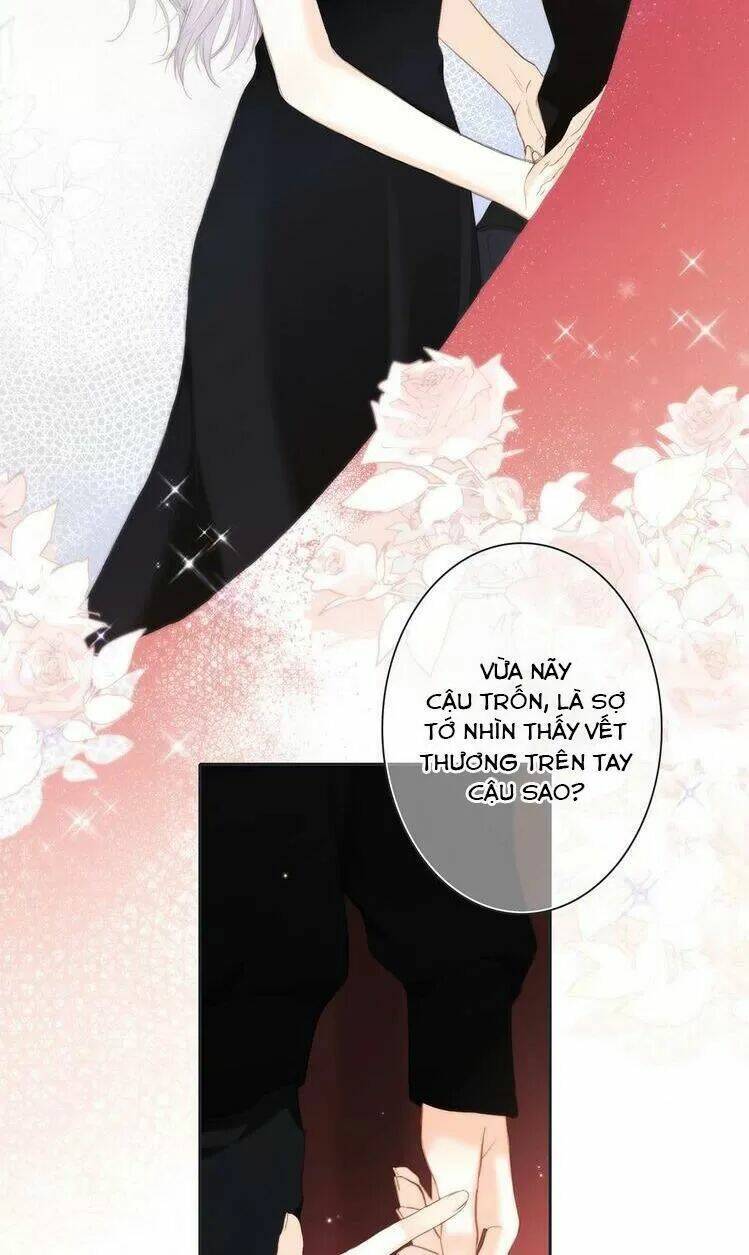 VỪA NÃY
CẬU TRỐN, LÀ SỢ
TỚ NHÌN THẤY VẾT
THƯƠNG TRÊN TAY
CẬU SAO?